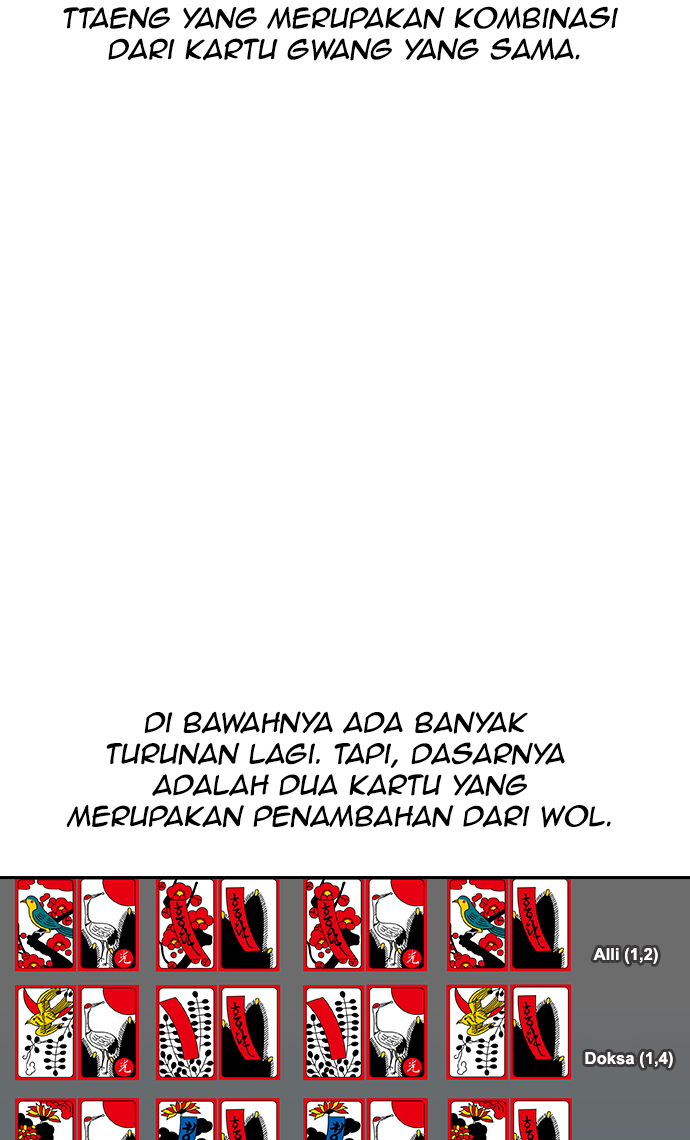 TTAENG YANG MERUPAKAN KOMBINASI
DARI KARTU GWANG YANG SAMA.
DI BAWAHNYA ADA BANYAK
TURUNAN LAGI. TAPI, DASARNYA
ADALAH DUA KARTU YANG
MERUPAKAN PENAMBAHAN DARI WOL.
Alli (1,2)
Doksa (1,4)